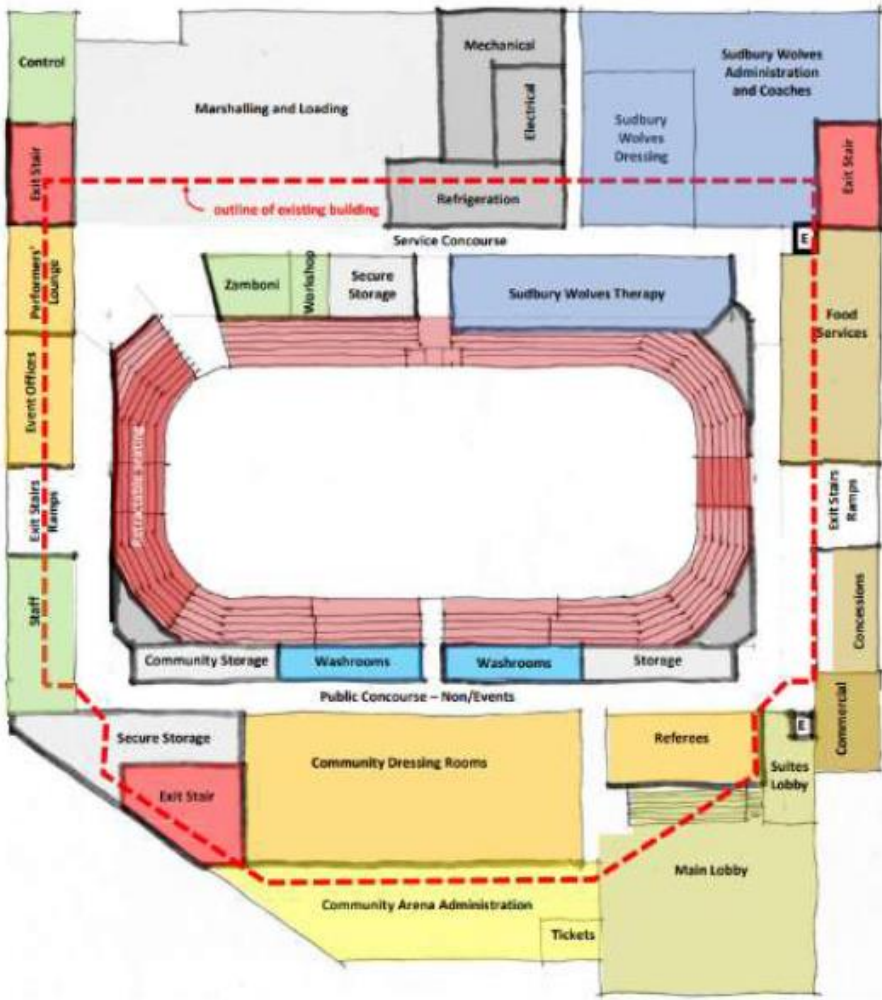 Control
Mechanical
Sudbury Wolves
Administration
and Coaches
Marshalling and Loading
Electrical
Sudbury
Wolves
Dressing
Exit Stair
Exit Stair
Refrigeration
outline of existing building
Service Concourse
E
Performers'
Lounge
Zamboni
Workshop
Secure
Storage
Sudbury Wolves Therapy
Food
Services
Event Offices
Retractable Seating
Exit Stairs
Ramps
Exit Stairs
Ramps
Staff
Concessions
Community Storage
Washrooms
Washrooms
Storage
Public Concourse – Non/Events
Commercial
Secure Storage
Referees
E
Community Dressing Rooms
Suites
Lobby
Exit Stair
Main Lobby
Community Arena Administration
Tickets